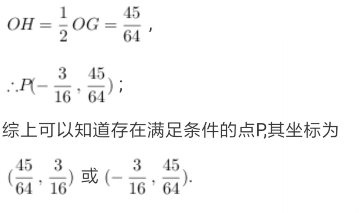 OH = 1/2 OG = 45/64 ,
∴P(- 3/16 , 45/64 ) ;
综上可以知道存在满足条件的点P,其坐标为
( 45/64 , 3/16 ) 或 (- 3/16 , 45/64 ).